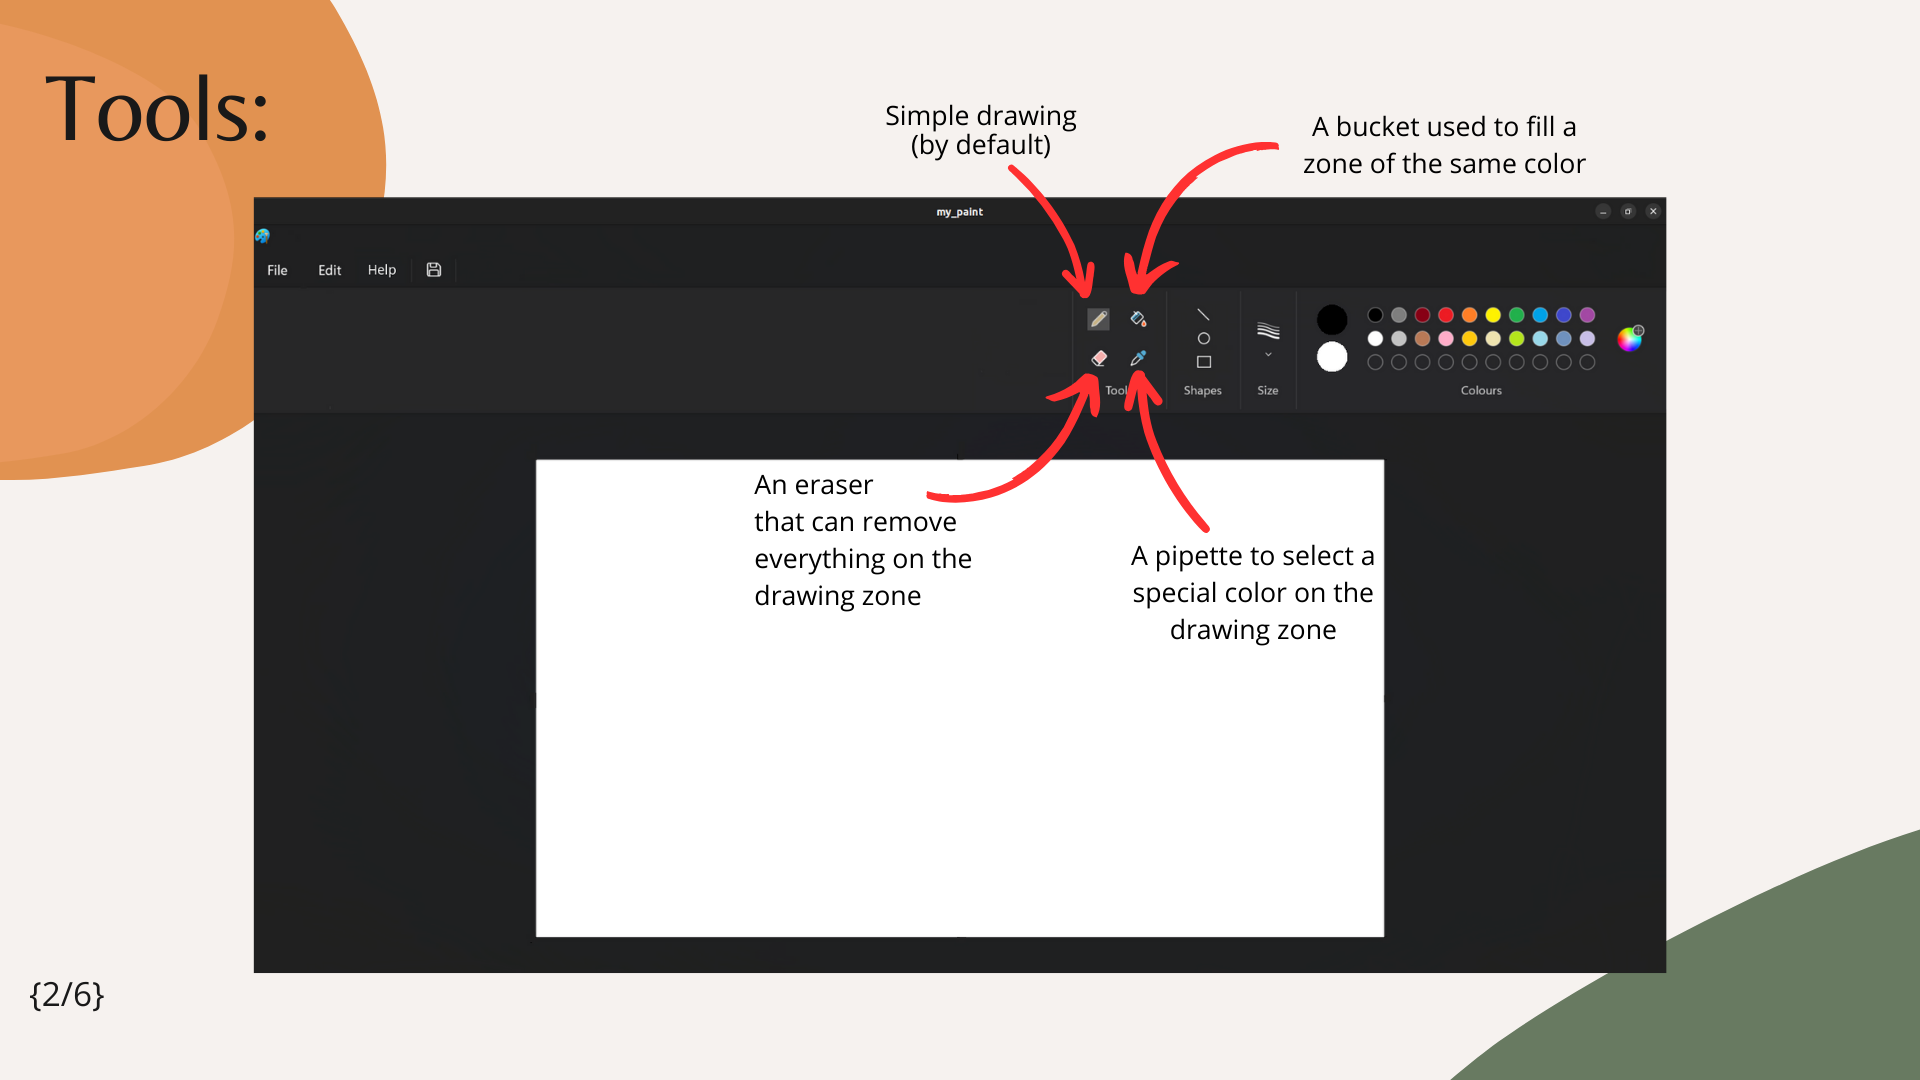 Tools:
Simple drawing
(by default)
A bucket used to fill a
zone of the same color
my_paint
File
Edit
Help
Shapes
Size
Colours
An eraser
that can remove
everything on the
drawing zone
A pipette to select a
special color on the
drawing zone
{2/6}